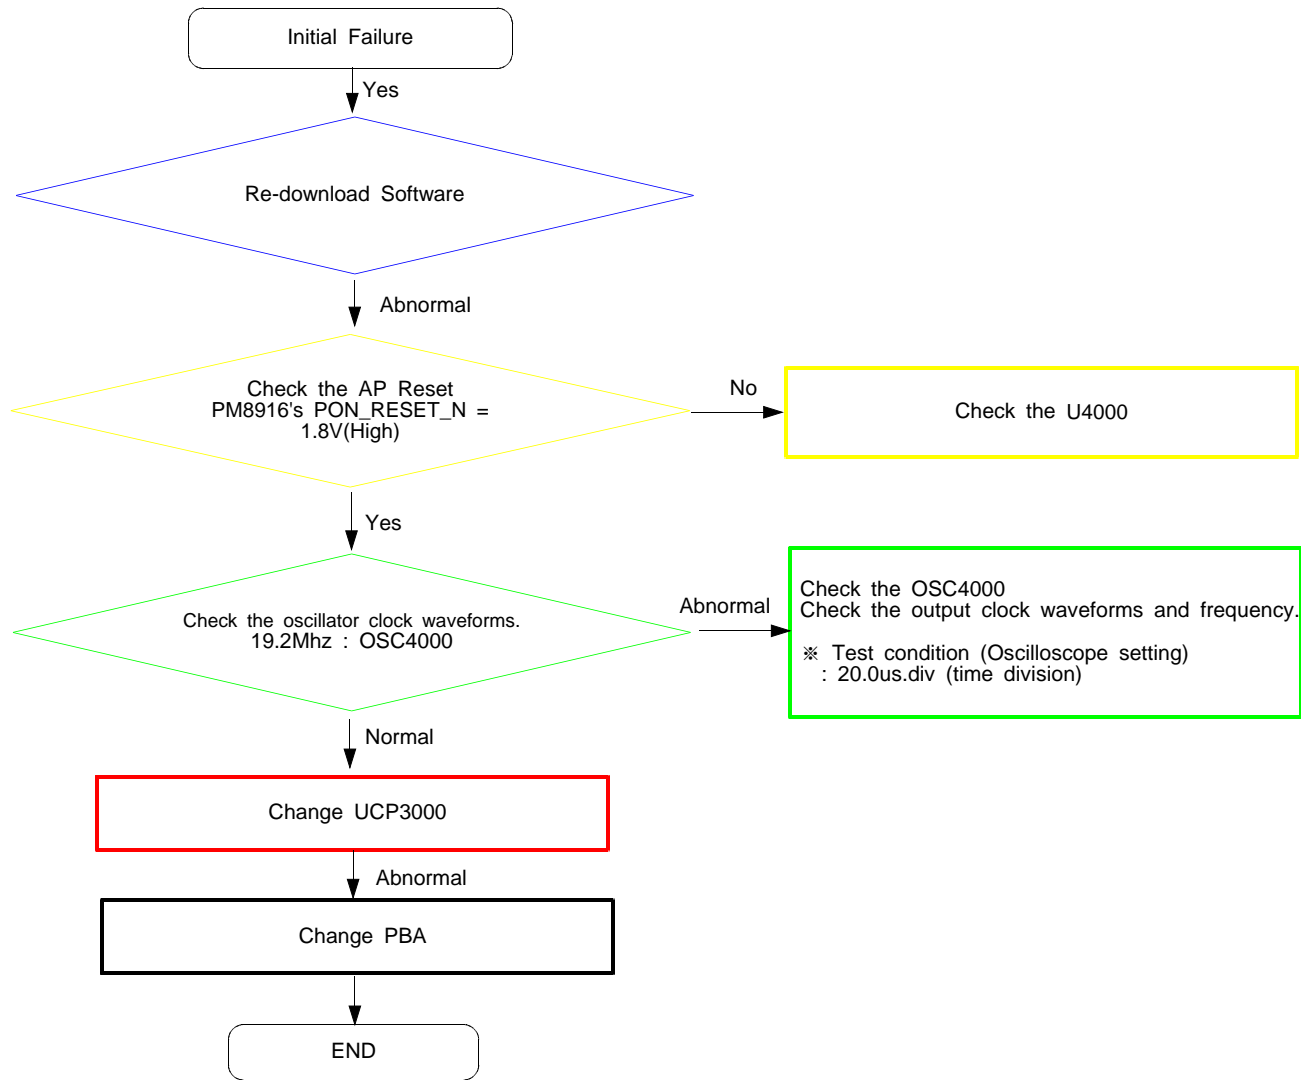 Initial Failure
Yes
Re-download Software
Abnormal
Check the AP Reset
PM8916's PON_RESET_N =
1.8V(High)
No
Check the U4000
Yes
Check the oscillator clock waveforms.
19.2Mhz : OSC4000
Abnormal
Check the OSC4000
Check the output clock waveforms and frequency.
※ Test condition (Oscilloscope setting)
: 20.0us.div (time division)
Normal
Change UCP3000
Abnormal
Change PBA
END